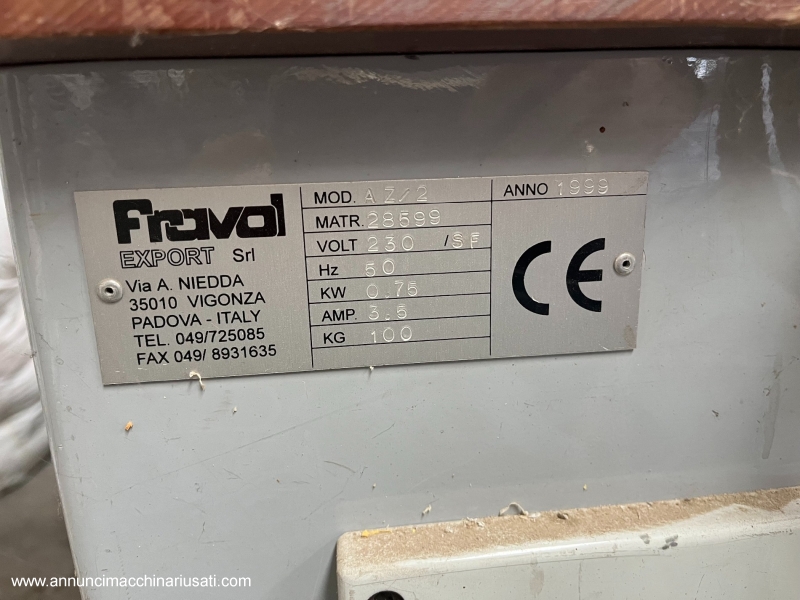 Fravol
EXPORT Srl
Via A. NIEDDA
35010 VIGONZA
PADOVA - ITALY
TEL. 049/725085
FAX 049/ 8931635
MOD. AZ/2
MATR. 28599
VOLT 230 /SF
Hz 50
KW 0.75
AMP. 3.5
KG 100
ANNO 1999
CE
www.annuncimacchinariusati.com